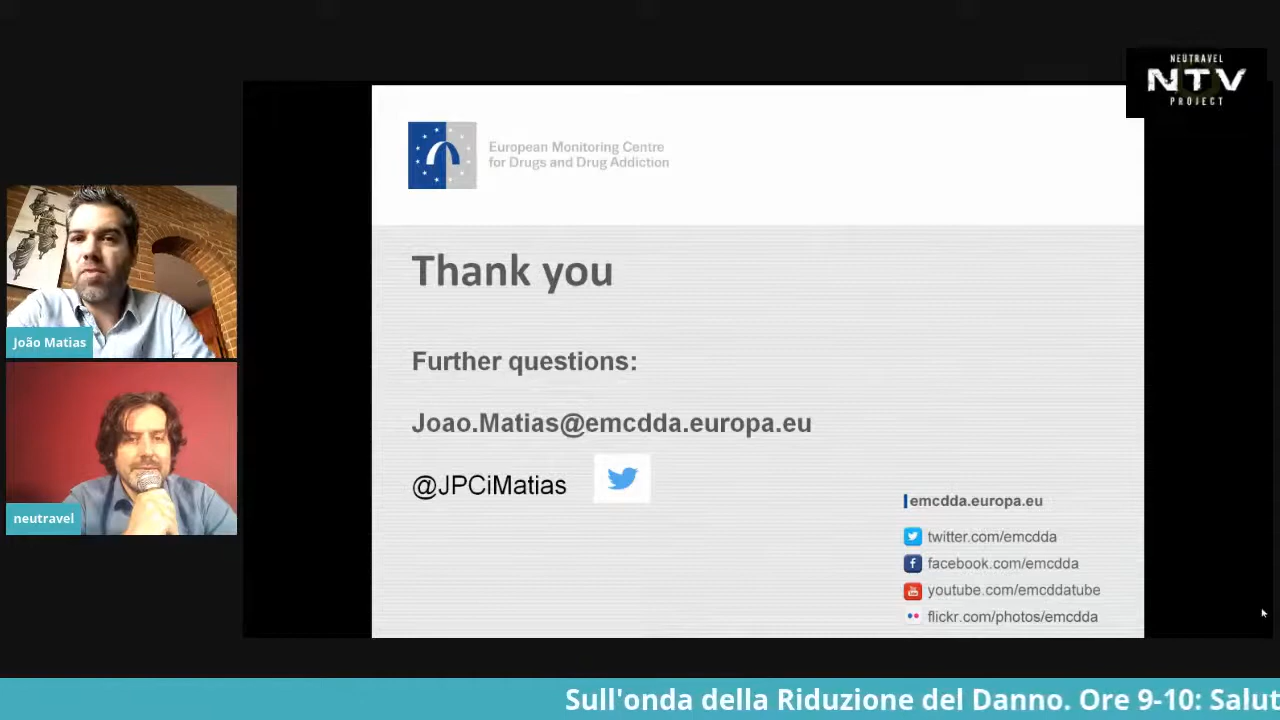 NEUTRAVEL
NTV
PROJECT
European Monitoring Centre
for Drugs and Drug Addiction
Thank you
Further questions:
Joao.Matias@emcdda.europa.eu
@JPCiMatias
emcdda.europa.eu
twitter.com/emcdda
facebook.com/emcdda
youtube.com/emcddatube
flickr.com/photos/emcdda
João Matias
neutravel
Sull'onda della Riduzione del Danno. Ore 9-10: Salut